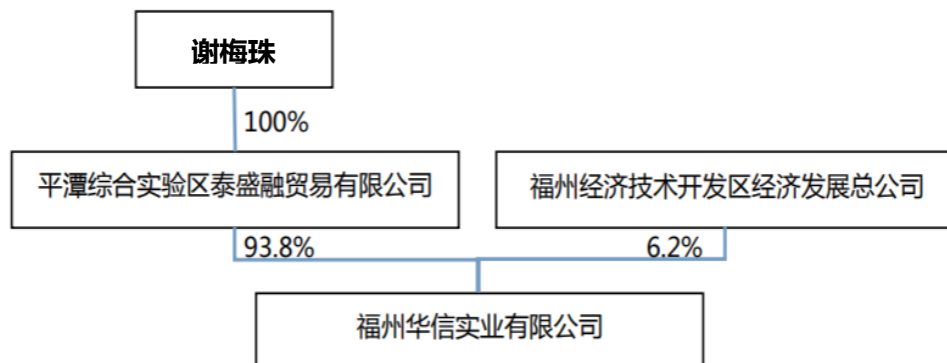 谢梅珠
100%
平潭综合实验区泰盛融贸易有限公司
福州经济技术开发区经济发展总公司
93.8%
6.2%
福州华信实业有限公司